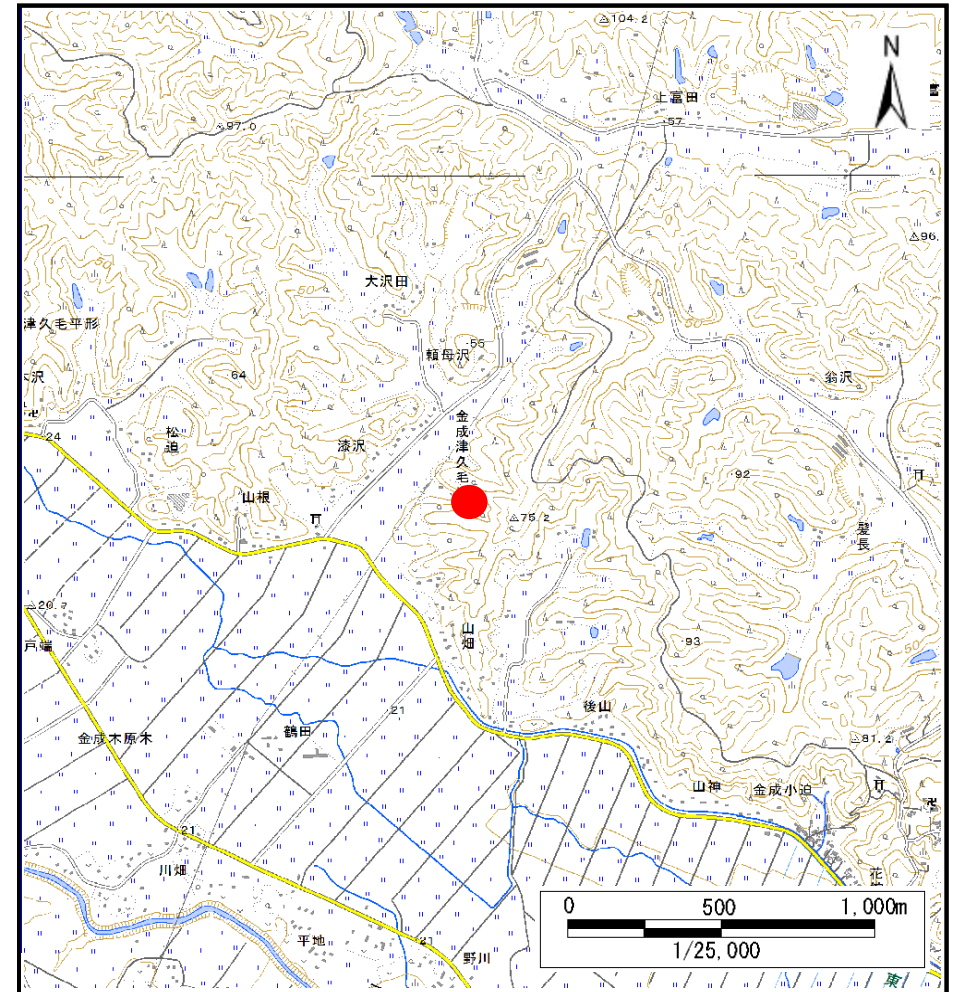 104.2
N
上富田
57
97.0
96.
50
大沢田
津久毛平形
55
頼母沢
沢
64
翁沢
金成津久毛
松迫
24
漆沢
92
山根
75.2
髪長
20.7
戸端
山畑
93
21
後山
鶴田
金成木原木
81.2
山神
金成小迫
21
川畑
0 500 1,000m
1/25,000
平地
21
野川
東